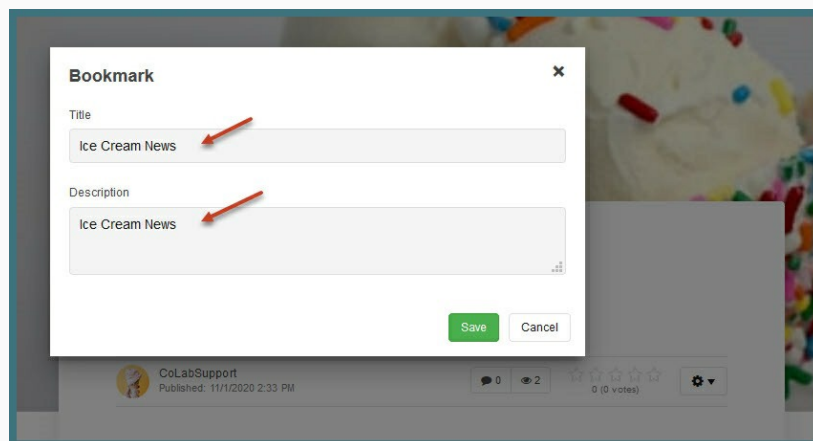 Bookmark
Title
Ice Cream News
Description
Ice Cream News
Save Cancel
CoLabSupport
Published: 11/1/2020 2:33 PM
0 2
0 (0 votes)